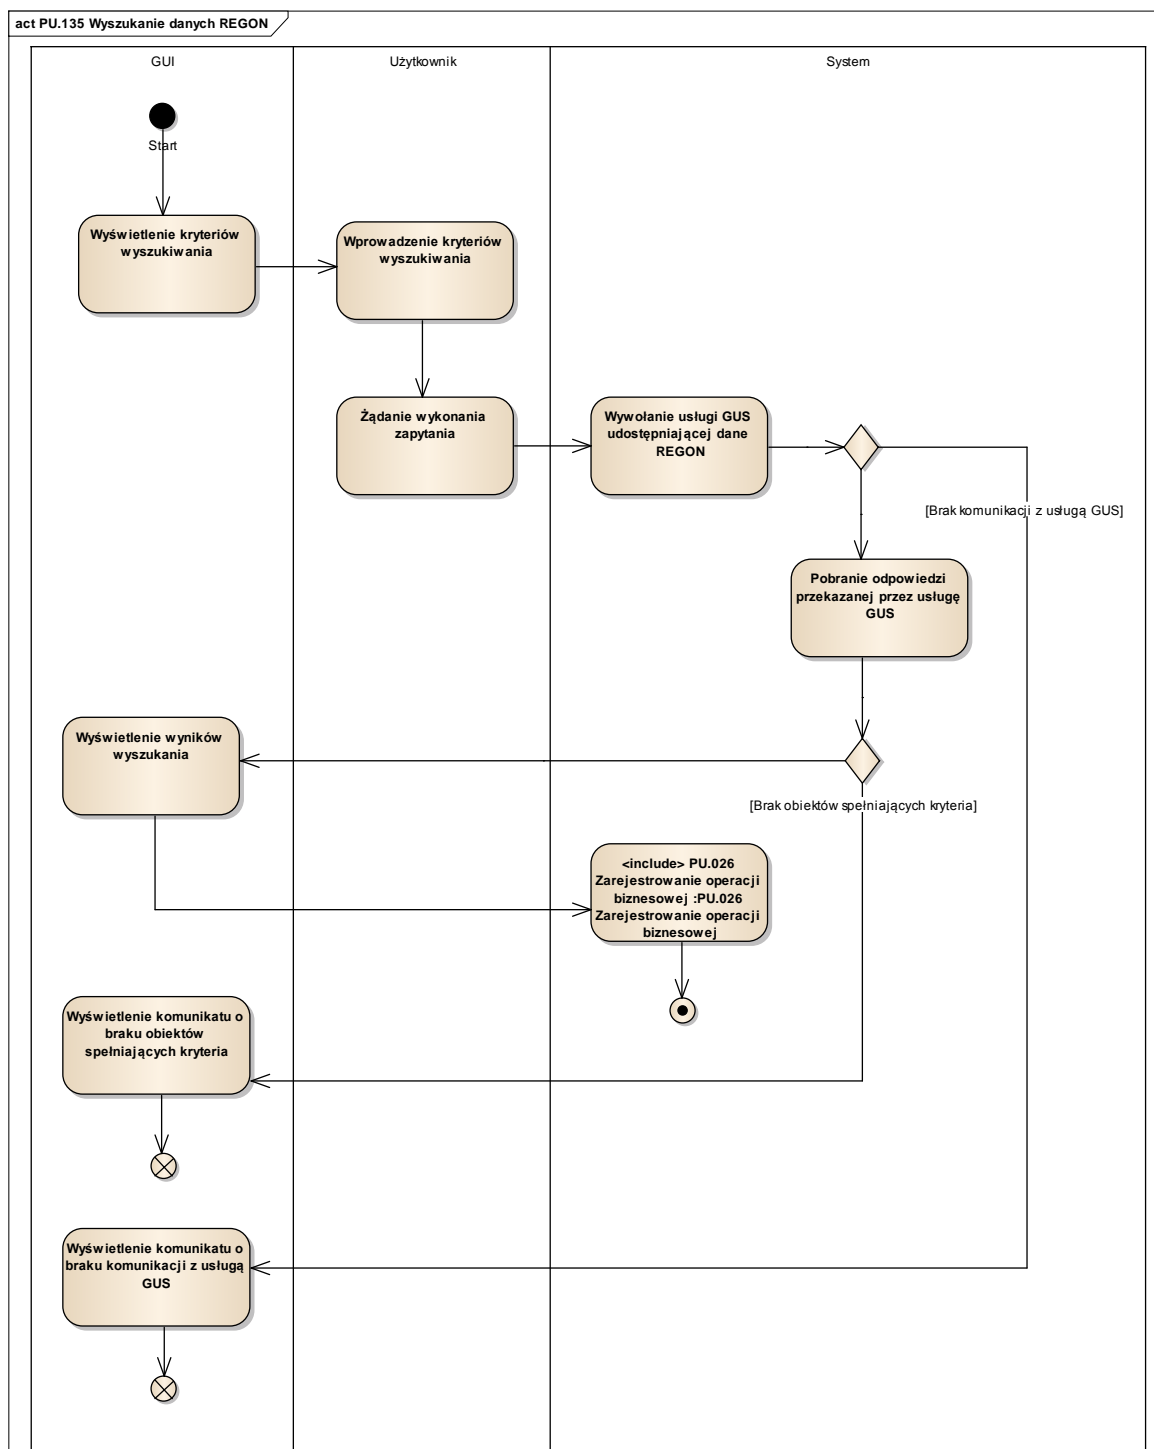 act PU.135 Wyszukanie danych REGON
GUI
Użytkownik
System
Start
Wyświetlenie kryteriów
wyszukiwania
Wprowadzenie kryteriów
wyszukiwania
Żądanie wykonania
zapytania
Wywołanie usługi GUS
udostępniającej dane
REGON
[Brak komunikacji z usługą GUS]
Pobranie odpowiedzi
przekazanej przez usługę
GUS
Wyświetlenie wyników
wyszukania
[Brak obiektów spełniających kryteria]
<include> PU.026
Zarejestrowanie operacji
biznesowej :PU.026
Zarejestrowanie operacji
biznesowej
Wyświetlenie komunikatu o
braku obiektów
spełniających kryteria
Wyświetlenie komunikatu o
braku komunikacji z usługą
GUS